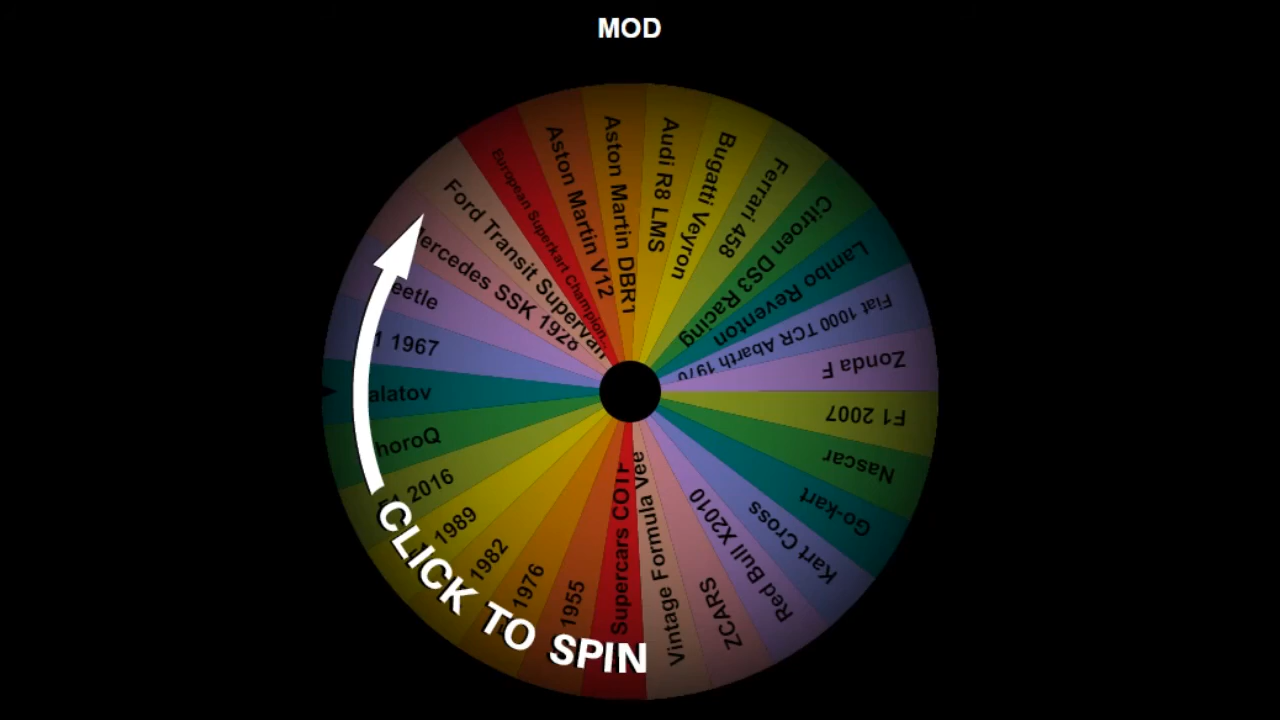 MOD
European Superkart Champion...
Aston Martin V12
Aston Martin DBR1
Audi R8 LMS
Bugatti Veyron
Ferrari 458
Citroen DS3 Racing
Lambo Reventon
Fiat 1000 TCR Abarth 1970
Zonda F
F1 2007
Nascar
Go-kart
Kart Cross
Red Bull X2010
ZCARS
Vintage Formula Vee
Supercars COTF
1955
1976
1982
1989
2016
horoQ
alatov
1967
eetle
ercedes SSK 1928
Ford Transit Supervan
CLICK TO SPIN